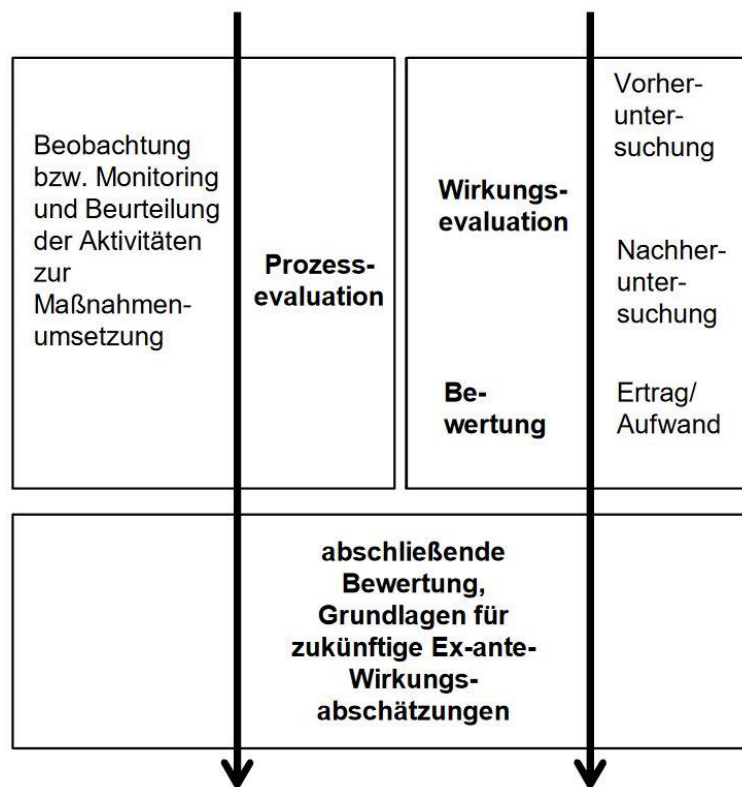 Beobachtung
bzw. Monitoring
und Beurteilung
der Aktivitäten
zur
Maßnahmen-
umsetzung
Prozess-
evaluation
Wirkungs-
evaluation
Be-
wertung
Vorher-
unter-
suchung
Nachher-
unter-
suchung
Ertrag/
Aufwand
abschließende
Bewertung,
Grundlagen für
zukünftige Ex-ante-
Wirkungs-
abschätzungen